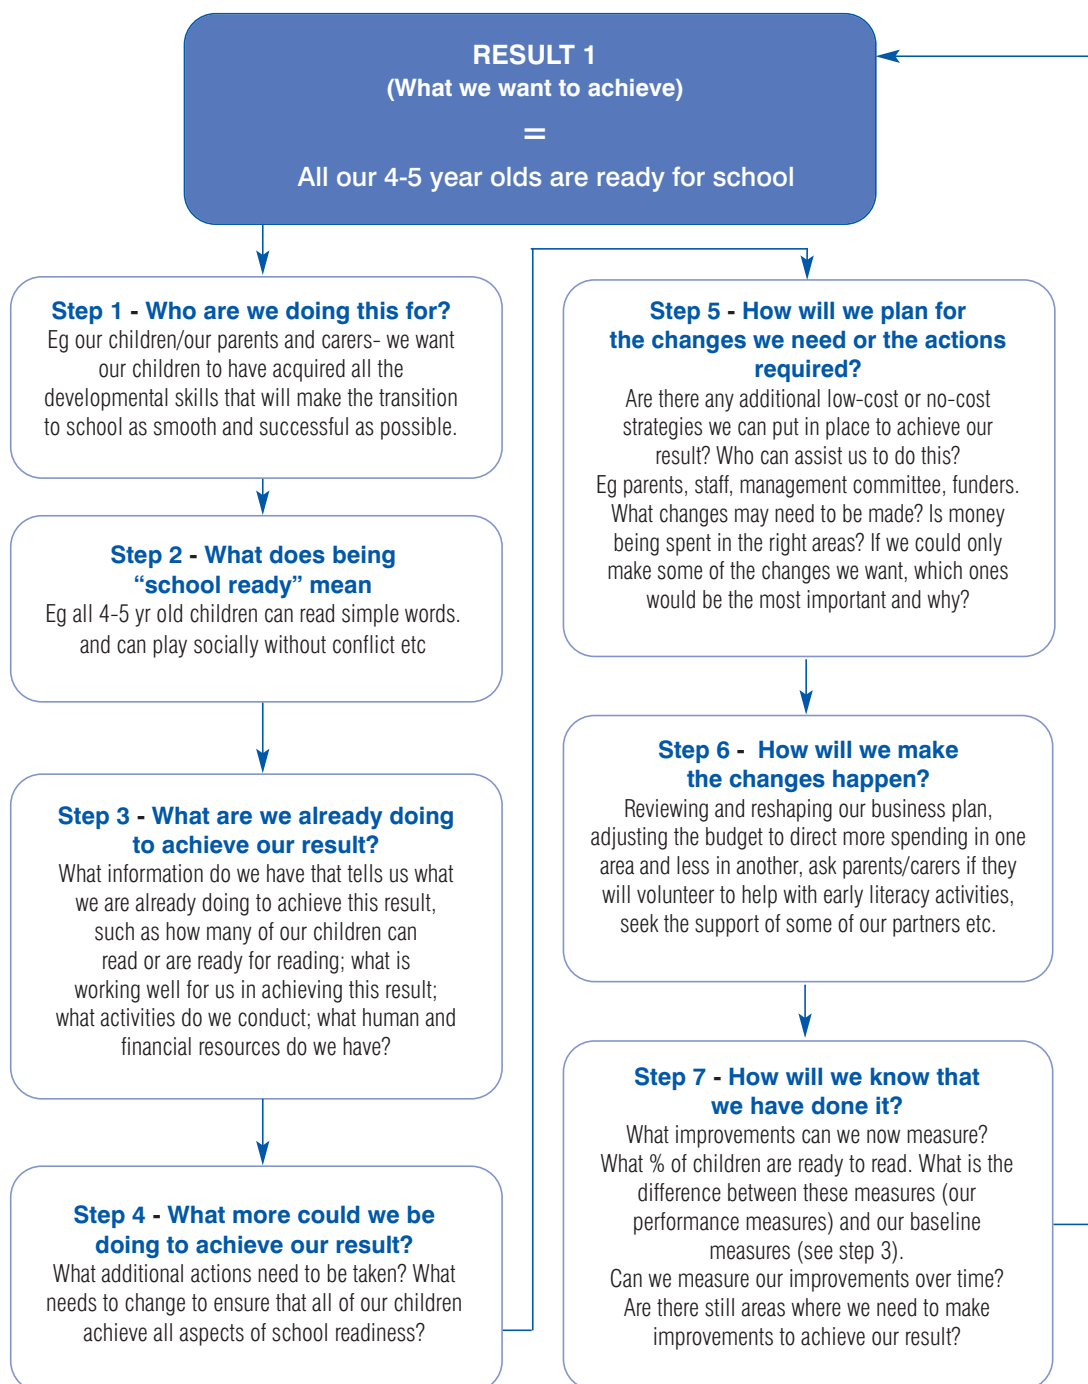 RESULT 1
(What we want to achieve)
=
All our 4-5 year olds are ready for school
Step 1 - Who are we doing this for?
Eg our children/our parents and carers- we want
our children to have acquired all the
developmental skills that will make the transition
to school as smooth and successful as possible.
Step 2 - What does being
“school ready” mean
Eg all 4-5 yr old children can read simple words.
and can play socially without conflict etc
Step 3 - What are we already doing
to achieve our result?
What information do we have that tells us what
we are already doing to achieve this result,
such as how many of our children can
read or are ready for reading; what is
working well for us in achieving this result;
what activities do we conduct; what human and
financial resources do we have?
Step 4 - What more could we be
doing to achieve our result?
What additional actions need to be taken? What
needs to change to ensure that all of our children
achieve all aspects of school readiness?
Step 5 - How will we plan for
the changes we need or the actions
required?
Are there any additional low-cost or no-cost
strategies we can put in place to achieve our
result? Who can assist us to do this?
Eg parents, staff, management committee, funders.
What changes may need to be made? Is money
being spent in the right areas? If we could only
make some of the changes we want, which ones
would be the most important and why?
Step 6 - How will we make
the changes happen?
Reviewing and reshaping our business plan,
adjusting the budget to direct more spending in one
area and less in another, ask parents/carers if they
will volunteer to help with early literacy activities,
seek the support of some of our partners etc.
Step 7 - How will we know that
we have done it?
What improvements can we now measure?
What % of children are ready to read. What is the
difference between these measures (our
performance measures) and our baseline
measures (see step 3).
Can we measure our improvements over time?
Are there still areas where we need to make
improvements to achieve our result?